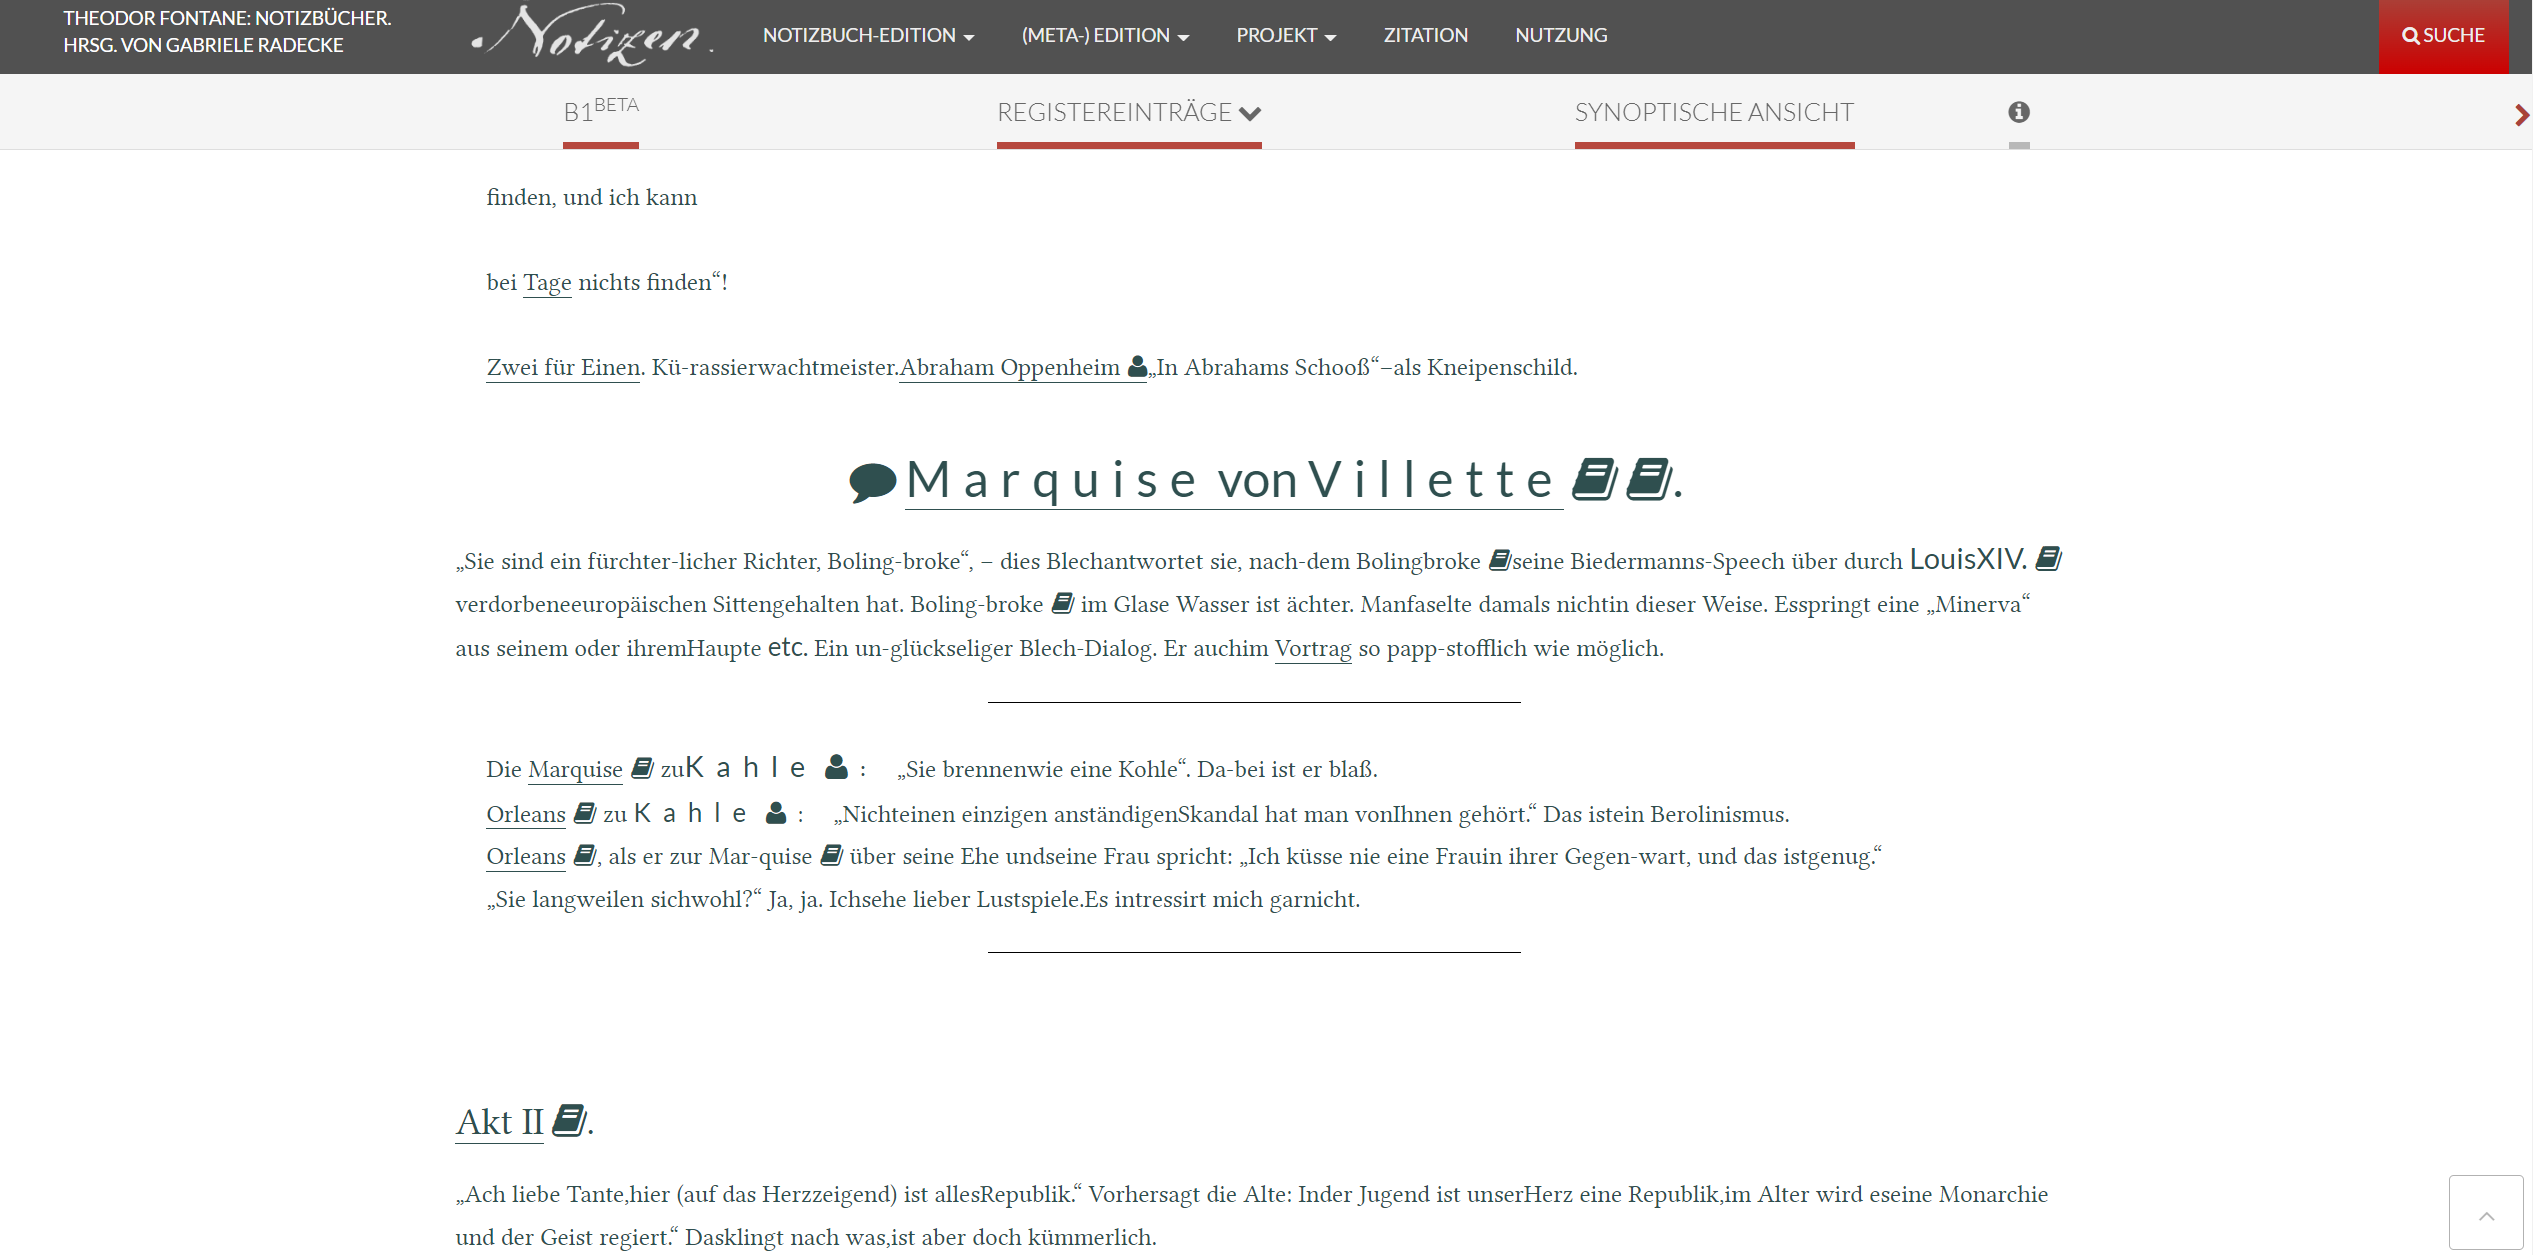 THEODOR FONTANE: NOTIZBÜCHER.
HRSG. VON GABRIELE RADECKE
Notizen.
NOTIZBUCH-EDITION
(META-) EDITION
PROJEKT
ZITATION
NUTZUNG
SUCHE
B1BETA
REGISTEREINTRÄGE
SYNOPTISCHE ANSICHT
finden, und ich kann
bei Tage nichts finden“!
Zwei für Einen. Kü-rassierwachtmeister.Abraham Oppenheim „In Abrahams Schooß“–als Kneipenschild.
Marquise von Villette .
„Sie sind ein fürchter-licher Richter, Boling-broke“, – dies Blechantwortet sie, nach-dem Bolingbroke seine Biedermanns-Speech über durch LouisXIV.
verdorbeneeuropäischen Sittengehalten hat. Boling-broke im Glase Wasser ist ächter. Manfaselte damals nichtin dieser Weise. Esspringt eine „Minerva“
aus seinem oder ihremHaupte etc. Ein un-glückseliger Blech-Dialog. Er auchim Vortrag so papp-stofflich wie möglich.
Die Marquise zuKahle : „Sie brennenwie eine Kohle“. Da-bei ist er blaß.
Orleans zu Kahle : „Nichteinen einzigen anständigenSkandal hat man vonIhnen gehört.“ Das istein Berolinismus.
Orleans , als er zur Mar-quise über seine Ehe undseine Frau spricht: „Ich küsse nie eine Frauin ihrer Gegen-wart, und das istgenug.“
„Sie langweilen sichwohl?“ Ja, ja. Ichsehe lieber Lustspiele.Es intressirt mich garnicht.
Akt II .
„Ach liebe Tante,hier (auf das Herzzeigend) ist allesRepublik.“ Vorhersagt die Alte: Inder Jugend ist unserHerz eine Republik,im Alter wird eseine Monarchie
und der Geist regiert.“ Dasklingt nach was,ist aber doch kümmerlich.